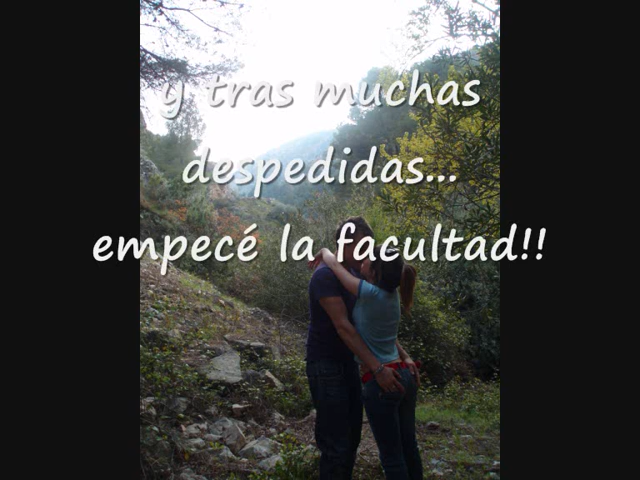 y tras muchas
despedidas...
empecé la facultad!!